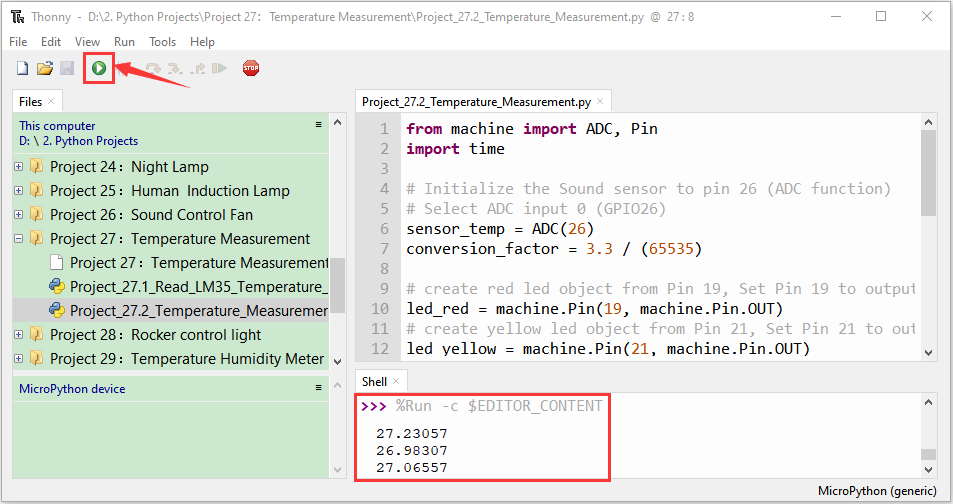 Thonny - D:\2. Python Projects\Project 27：Temperature Measurement\Project_27.2_Temperature_Measurement.py @ 27:8
File Edit View Run Tools Help
STOP
Files
This computer
D: \ 2. Python Projects
Project 24：Night Lamp
Project 25：Human Induction Lamp
Project 26：Sound Control Fan
Project 27：Temperature Measurement
Project 27：Temperature Measurement
Project_27.1_Read_LM35_Temperature_
Project_27.2_Temperature_Measuremer
Project 28：Rocker control light
Project 29：Temperature Humidity Meter
MicroPython device
Project_27.2_Temperature_Measurement.py
1 from machine import ADC, Pin
2 import time
3
4 # Initialize the Sound sensor to pin 26 (ADC function)
5 # Select ADC input 0 (GPIO26)
6 sensor_temp = ADC(26)
7 conversion_factor = 3.3 / (65535)
8
9 # create red led object from Pin 19, Set Pin 19 to output
10 led_red = machine.Pin(19, machine.Pin.OUT)
11 # create yellow led object from Pin 21, Set Pin 21 to out
12 led_yellow = machine.Pin(21, machine.Pin.OUT)
Shell
>>> %Run -c $EDITOR_CONTENT
27.23057
26.98307
27.06557
MicroPython (generic)